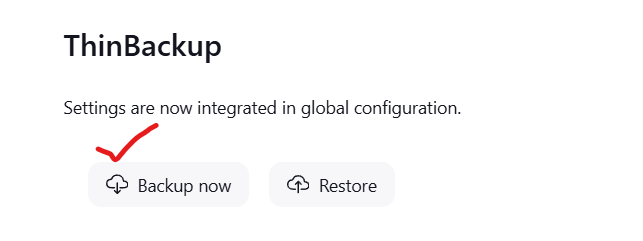 ThinBackup
Settings are now integrated in global configuration.
Backup now
Restore